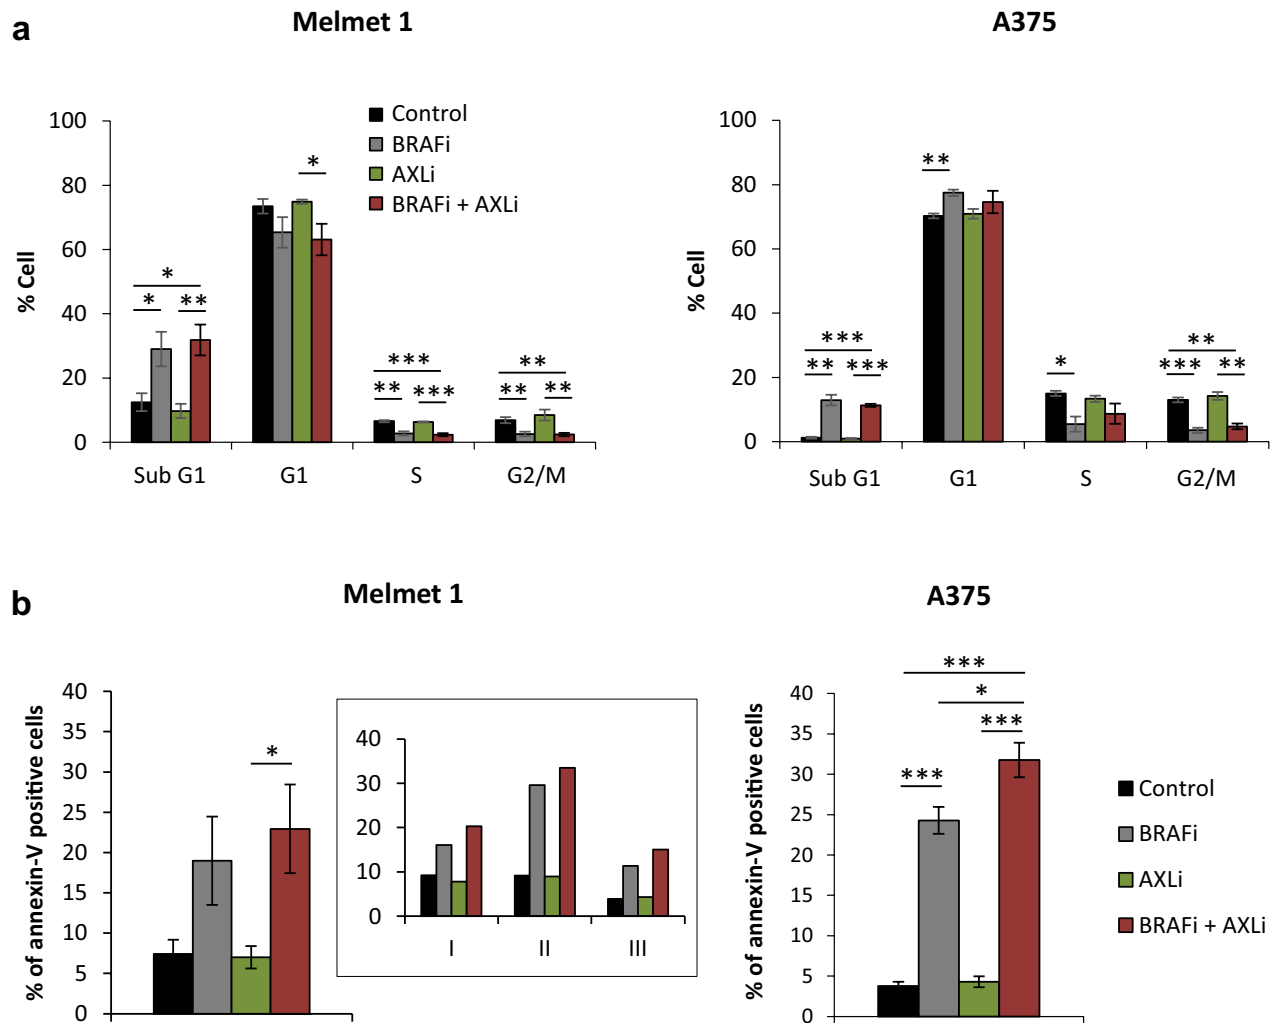 a
Melmet 1
A375
Control
BRAFi
AXLi
BRAFi + AXLi
% Cell
100
80
60
40
20
0
*
*
**
*
***
**
***
**
**
**
Sub G1 G1 S G2/M
% Cell
100
80
60
40
20
0
***
**
***
**
*
**
***
**
Sub G1 G1 S G2/M
b
Melmet 1
A375
% of annexin-V positive cells
40
35
30
25
20
15
10
5
0
*
40
30
20
10
0
I II III
% of annexin-V positive cells
40
35
30
25
20
15
10
5
0
***
*
***
***
Control
BRAFi
AXLi
BRAFi + AXLi